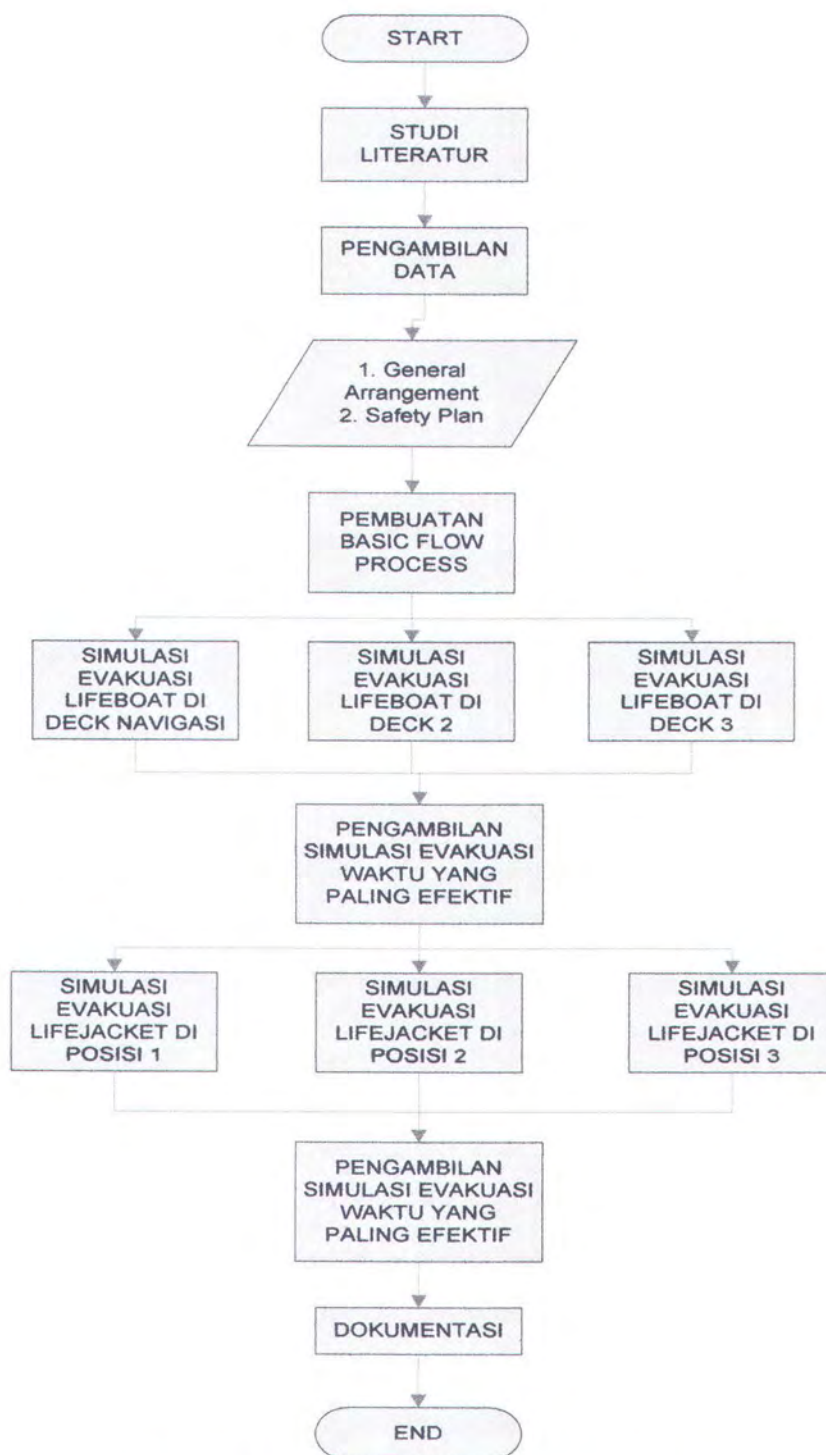 START
STUDI
LITERATUR
PENGAMBILAN
DATA
1. General
Arrangement
2. Safety Plan
PEMBUATAN
BASIC FLOW
PROCESS
SIMULASI
EVAKUASI
LIFEBOAT DI
DECK NAVIGASI
SIMULASI
EVAKUASI
LIFEBOAT DI
DECK 2
SIMULASI
EVAKUASI
LIFEBOAT DI
DECK 3
PENGAMBILAN
SIMULASI EVAKUASI
WAKTU YANG
PALING EFEKTIF
SIMULASI
EVAKUASI
LIFEJACKET DI
POSISI 1
SIMULASI
EVAKUASI
LIFEJACKET DI
POSISI 2
SIMULASI
EVAKUASI
LIFEJACKET DI
POSISI 3
PENGAMBILAN
SIMULASI EVAKUASI
WAKTU YANG
PALING EFEKTIF
DOKUMENTASI
END